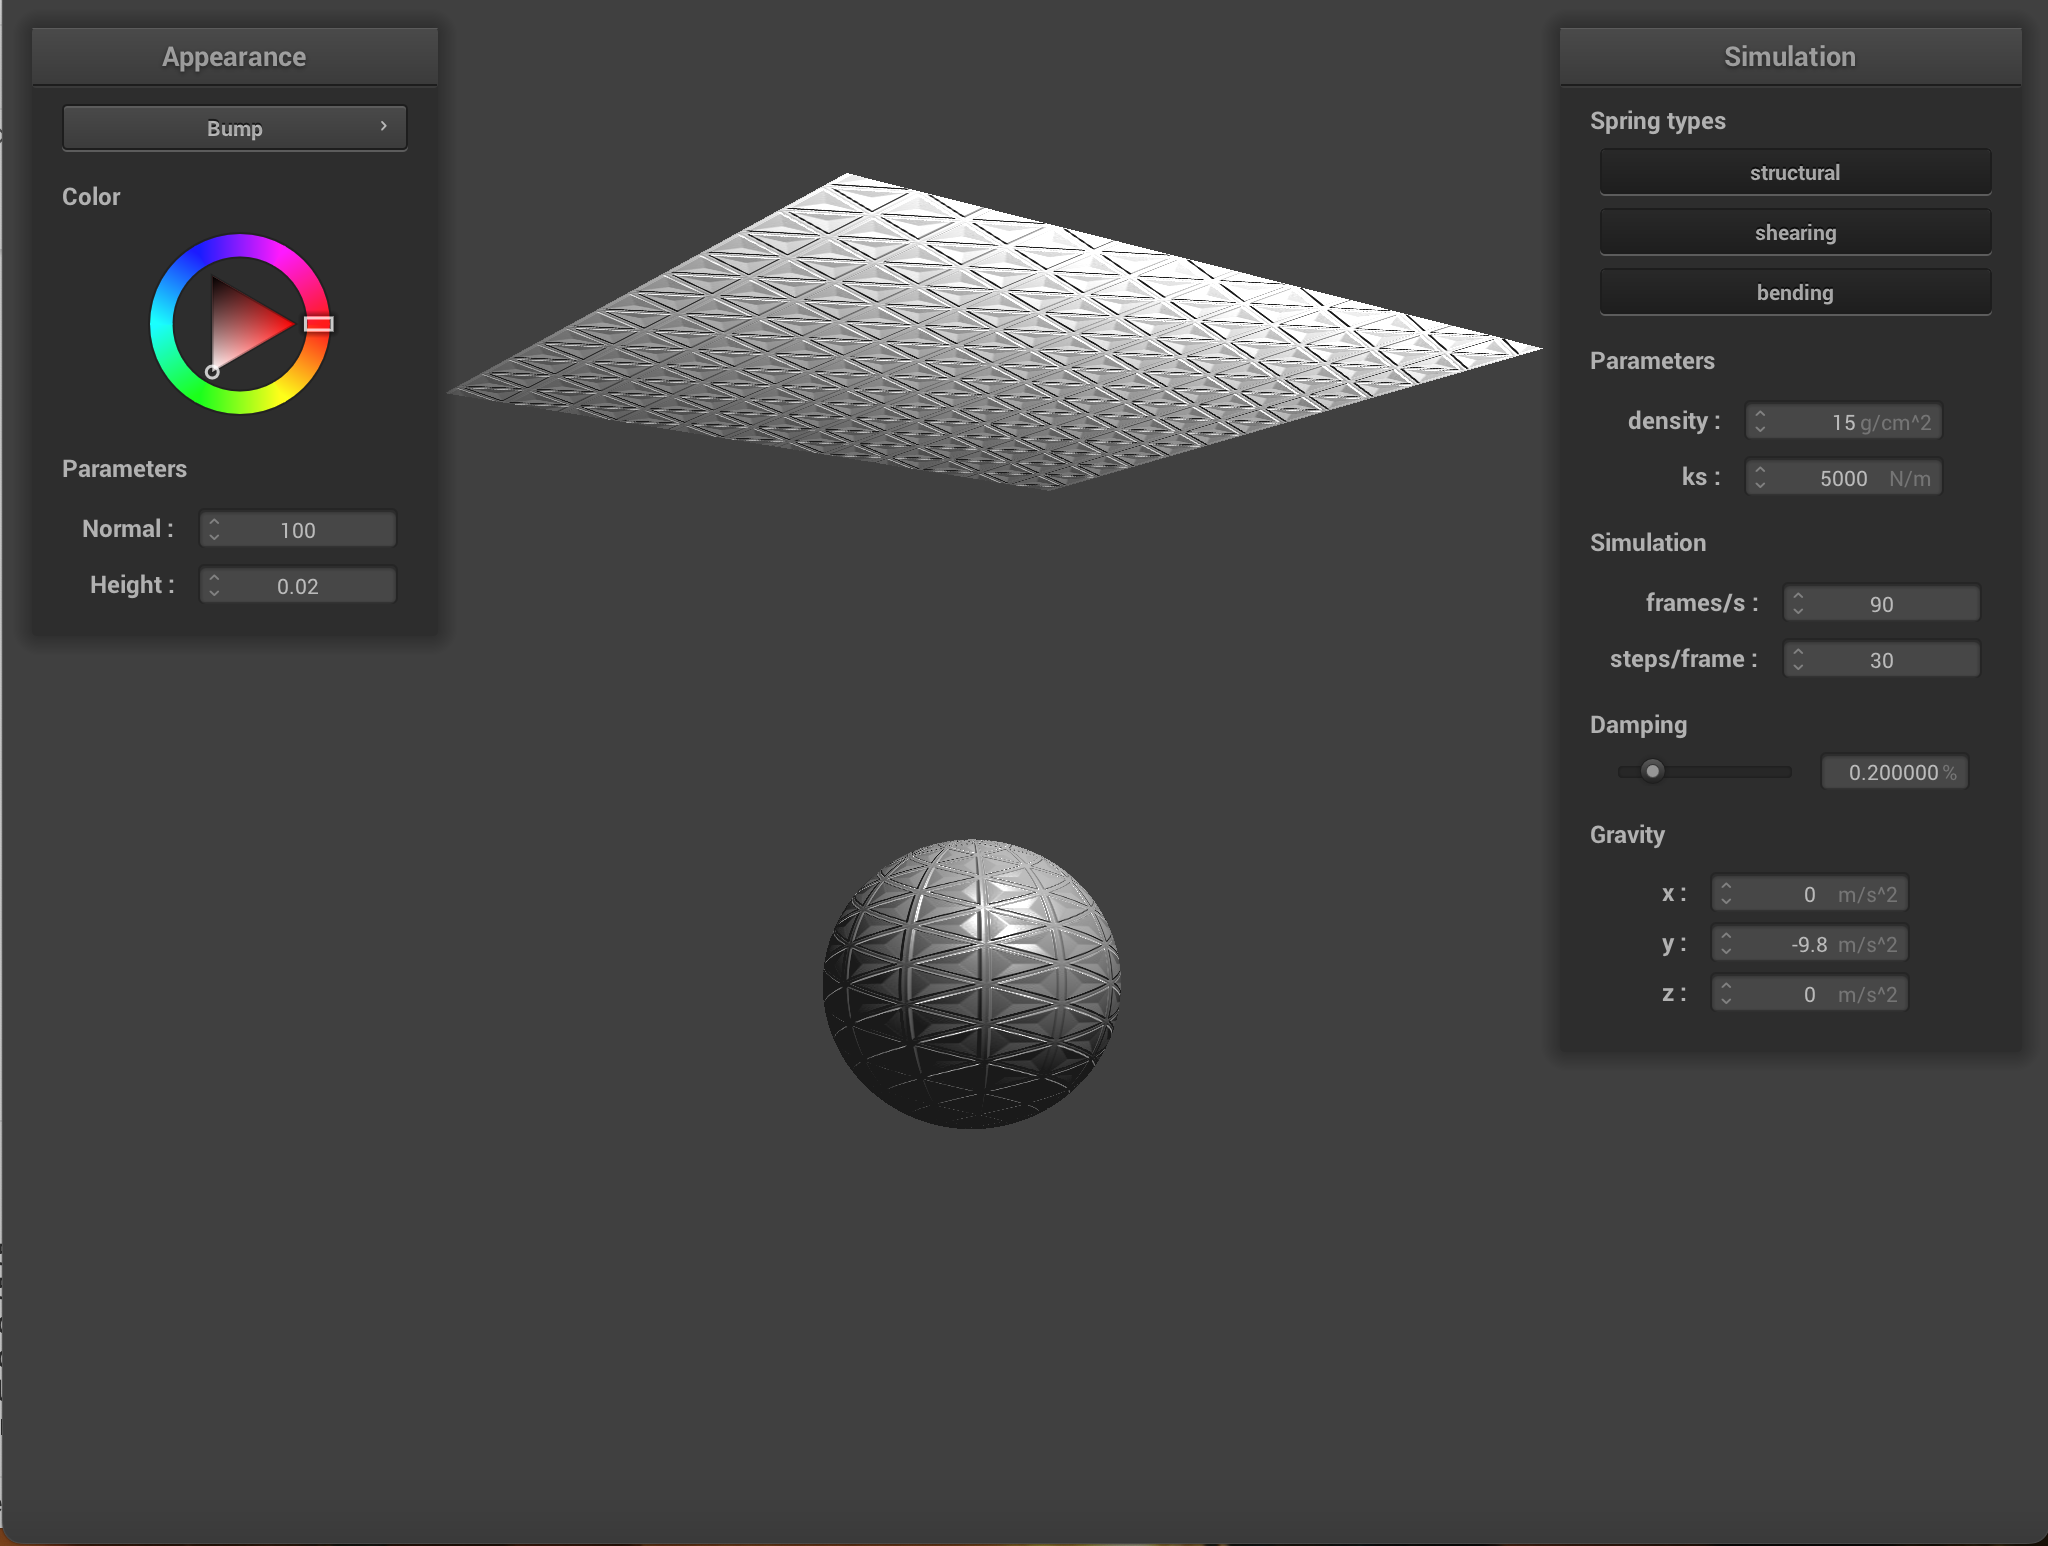 Appearance
Bump
Color
Parameters
Normal : 100
Height : 0.02
Simulation
Spring types
structural
shearing
bending
Parameters
density : 15 g/cm^2
ks : 5000 N/m
Simulation
frames/s : 90
steps/frame : 30
Damping
0.200000 %
Gravity
x : 0 m/s^2
y : -9.8 m/s^2
z : 0 m/s^2